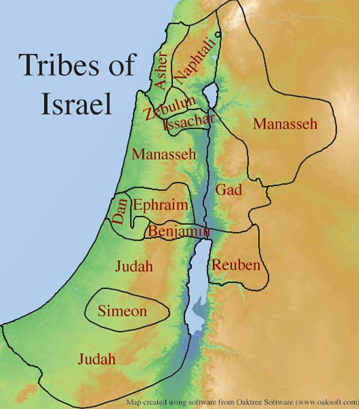 Tribes of
Israel
Asher
Naphtali
Zebulun
Issachar
Manasseh
Manasseh
Gad
Dan
Ephraim
Benjamin
Judah
Reuben
Simeon
Judah
Map created using software from Oaktree Software (www.oaksoft.com)